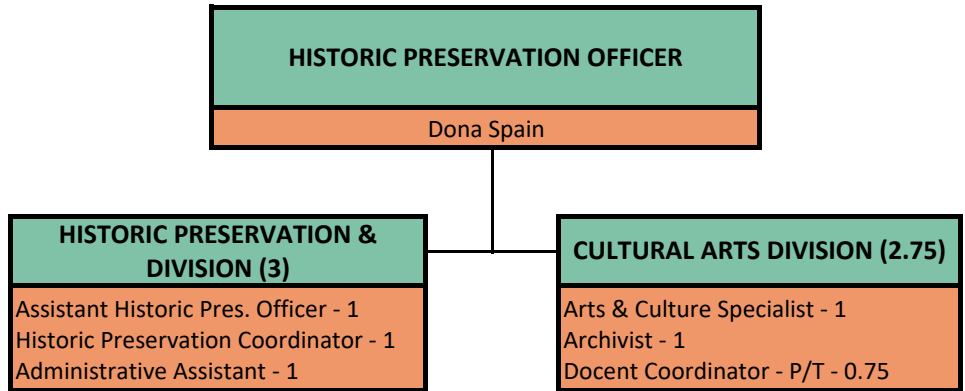 HISTORIC PRESERVATION OFFICER
Dona Spain
HISTORIC PRESERVATION &
DIVISION (3)
Assistant Historic Pres. Officer - 1
Historic Preservation Coordinator - 1
Administrative Assistant - 1
CULTURAL ARTS DIVISION (2.75)
Arts & Culture Specialist - 1
Archivist - 1
Docent Coordinator - P/T - 0.75